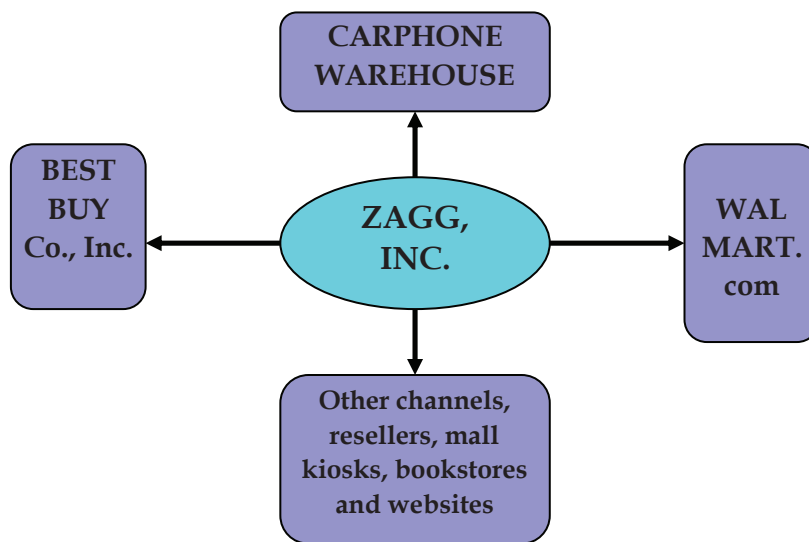 CARPHONE
WAREHOUSE
BEST
BUY
Co., Inc.
ZAGG,
INC.
WAL
MART.
com
Other channels,
resellers, mall
kiosks, bookstores
and websites